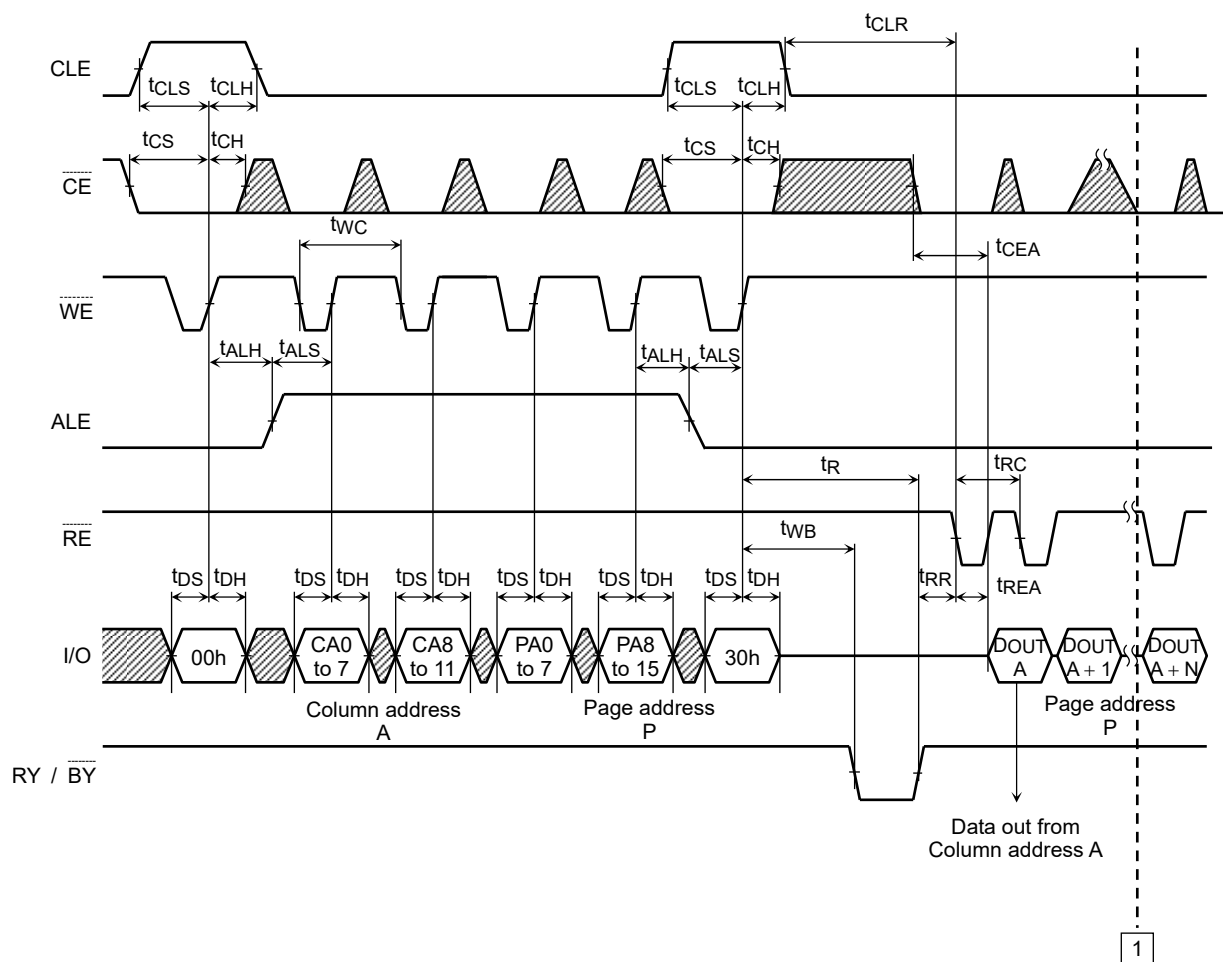 tCLR
CLE
tCLS tCLH tCLS tCLH
tCS tCH tCS tCH
CE
tWC
tCEA
WE
tALH tALS tALH tALS
ALE
tR tRC
RE
tWB
tDS tDH tDS tDH tDS tDH tDS tDH tDS tDH tDS tDH tRR tREA
I/O 00h CA0 to 7 CA8 to 11 PA0 to 7 PA8 to 15 30h DOUT A DOUT A + 1 DOUT A + N
Column address A
Page address P
Page address P
RY / BY
Data out from
Column address A
1